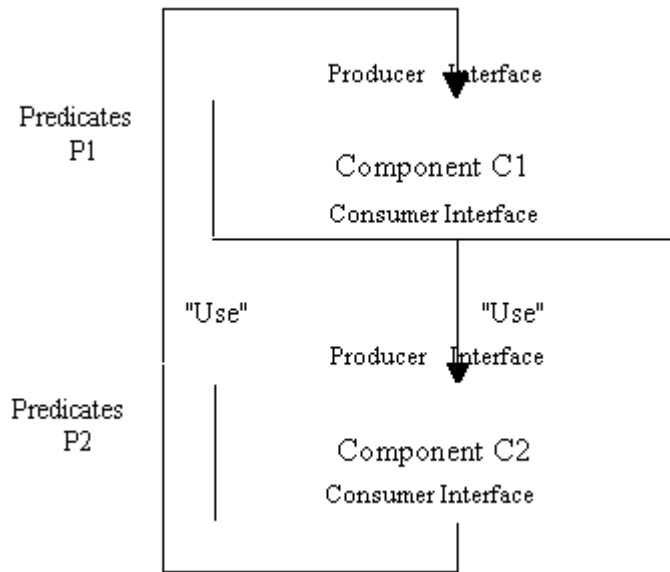 Producer Interface
Predicates
P1
Component C1
Consumer Interface
"Use"
"Use"
Producer Interface
Predicates
P2
Component C2
Consumer Interface